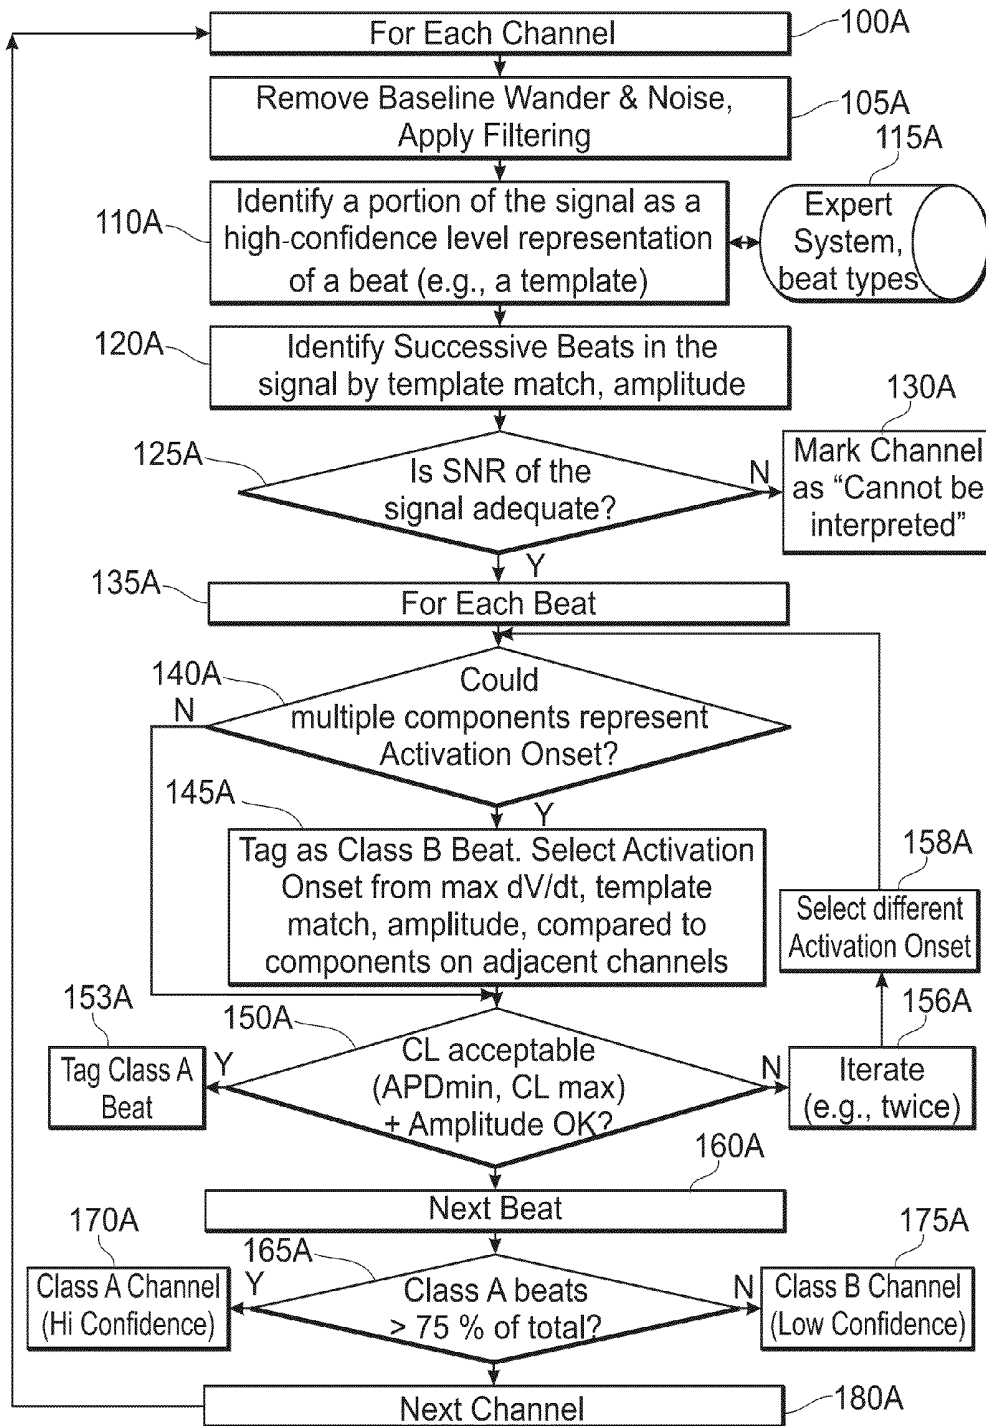 For Each Channel
100A
Remove Baseline Wander & Noise,
Apply Filtering
105A
115A
110A
Identify a portion of the signal as a
high-confidence level representation
of a beat (e.g., a template)
Expert
System,
beat types
120A
Identify Successive Beats in the
signal by template match, amplitude
130A
125A
Is SNR of the
signal adequate?
N
Mark Channel
as “Cannot be
interpreted”
Y
135A
For Each Beat
140A
N
Could
multiple components represent
Activation Onset?
145A
Y
Tag as Class B Beat. Select Activation
Onset from max dV/dt, template
match, amplitude, compared to
components on adjacent channels
158A
Select different
Activation Onset
153A
150A
156A
Tag Class A
Beat
Y
CL acceptable
(APDmin, CL max)
+ Amplitude OK?
N
Iterate
(e.g., twice)
160A
Next Beat
170A
165A
175A
Class A Channel
(Hi Confidence)
Y
Class A beats
> 75 % of total?
N
Class B Channel
(Low Confidence)
Next Channel
180A